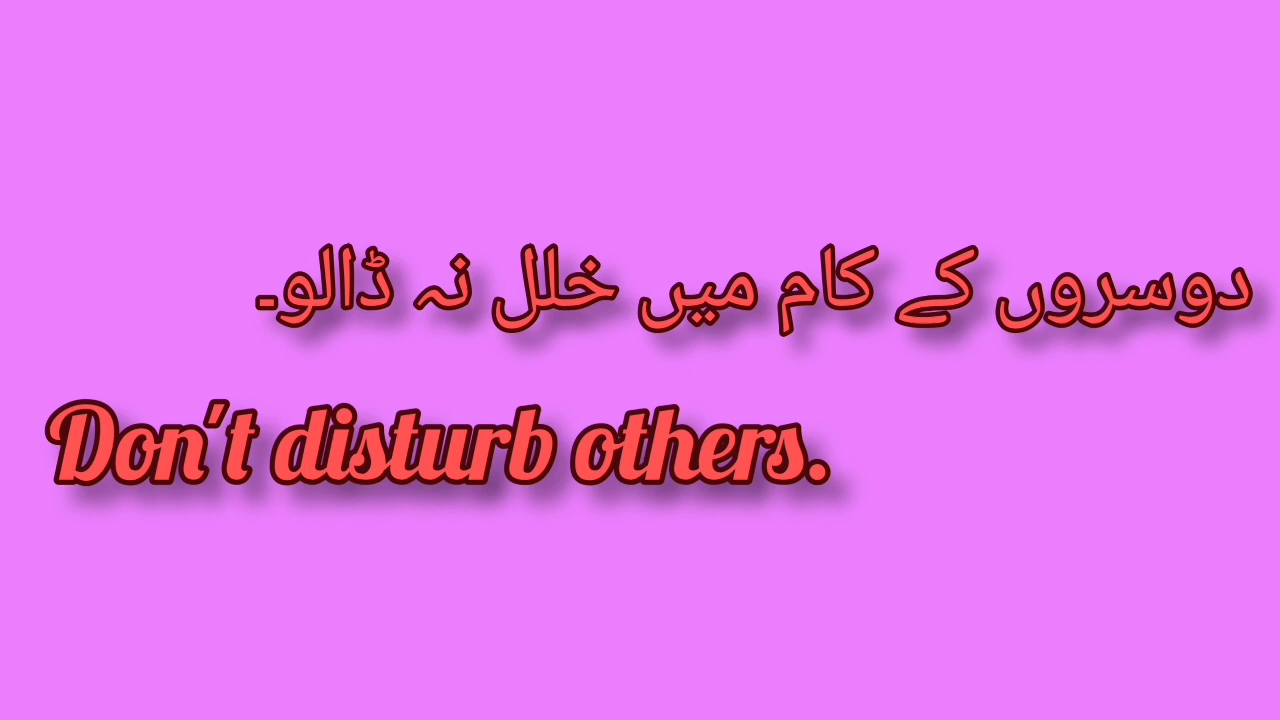 دوسروں کے کام میں خلل نہ ڈالو۔
Don't disturb others.